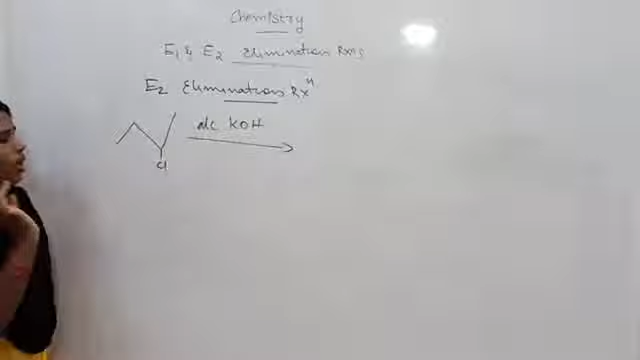 Chemistry
E1 & E2 Elimination Rxns
E2 Elimination Rxn
alc KOH
Cl